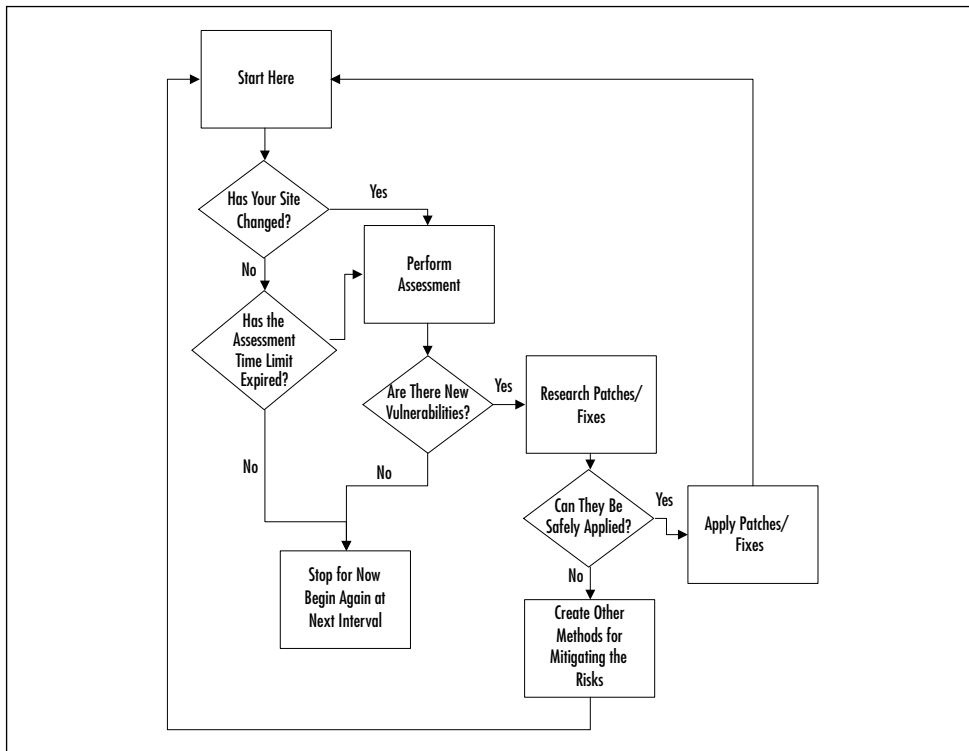 Start Here
Has Your Site
Changed?
Yes
No
Perform
Assessment
Has the
Assessment
Time Limit
Expired?
Are There New
Vulnerabilities?
Yes
Research Patches/
Fixes
No
No
Can They Be
Safely Applied?
Yes
Apply Patches/
Fixes
Stop for Now
Begin Again at
Next Interval
No
Create Other
Methods for
Mitigating the
Risks